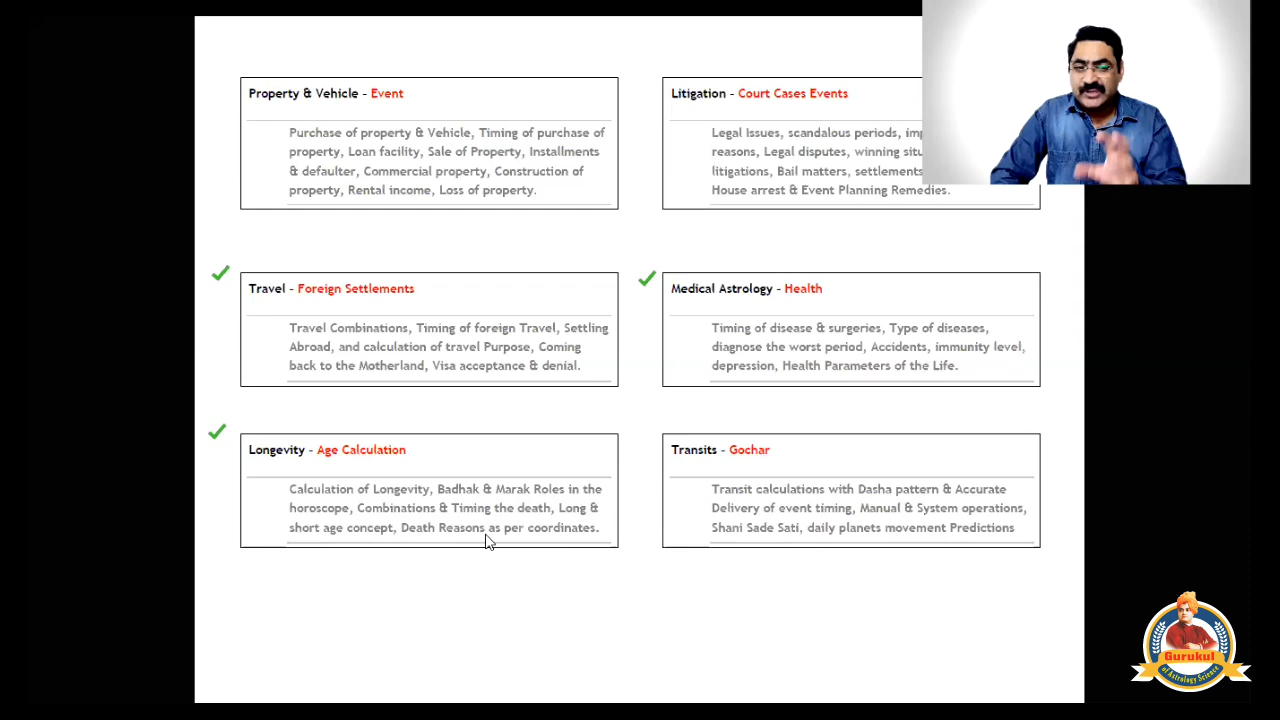 Property & Vehicle - Event
Purchase of property & Vehicle, Timing of purchase of
property, Loan facility, Sale of Property, Installments
& defaulter, Commercial property, Construction of
property, Rental income, Loss of property.
Litigation - Court Cases Events
Legal Issues, scandalous periods,
reasons, Legal disputes, winning
litigations, Bail matters, settlements
House arrest & Event Planning Remedies.
Travel - Foreign Settlements
Travel Combinations, Timing of foreign Travel, Settling
Abroad, and calculation of travel Purpose, Coming
back to the Motherland, Visa acceptance & denial.
Medical Astrology - Health
Timing of disease & surgeries, Type of diseases,
diagnose the worst period, Accidents, immunity level,
depression, Health Parameters of the Life.
Longevity - Age Calculation
Calculation of Longevity, Badhak & Marak Roles in the
horoscope, Combinations & Timing the death, Long &
short age concept, Death Reasons as per coordinates.
Transits - Gochar
Transit calculations with Dasha pattern & Accurate
Delivery of event timing, Manual & System operations,
Shani Sade Sati, daily planets movement Predictions
Gurukul
of Astrology Science